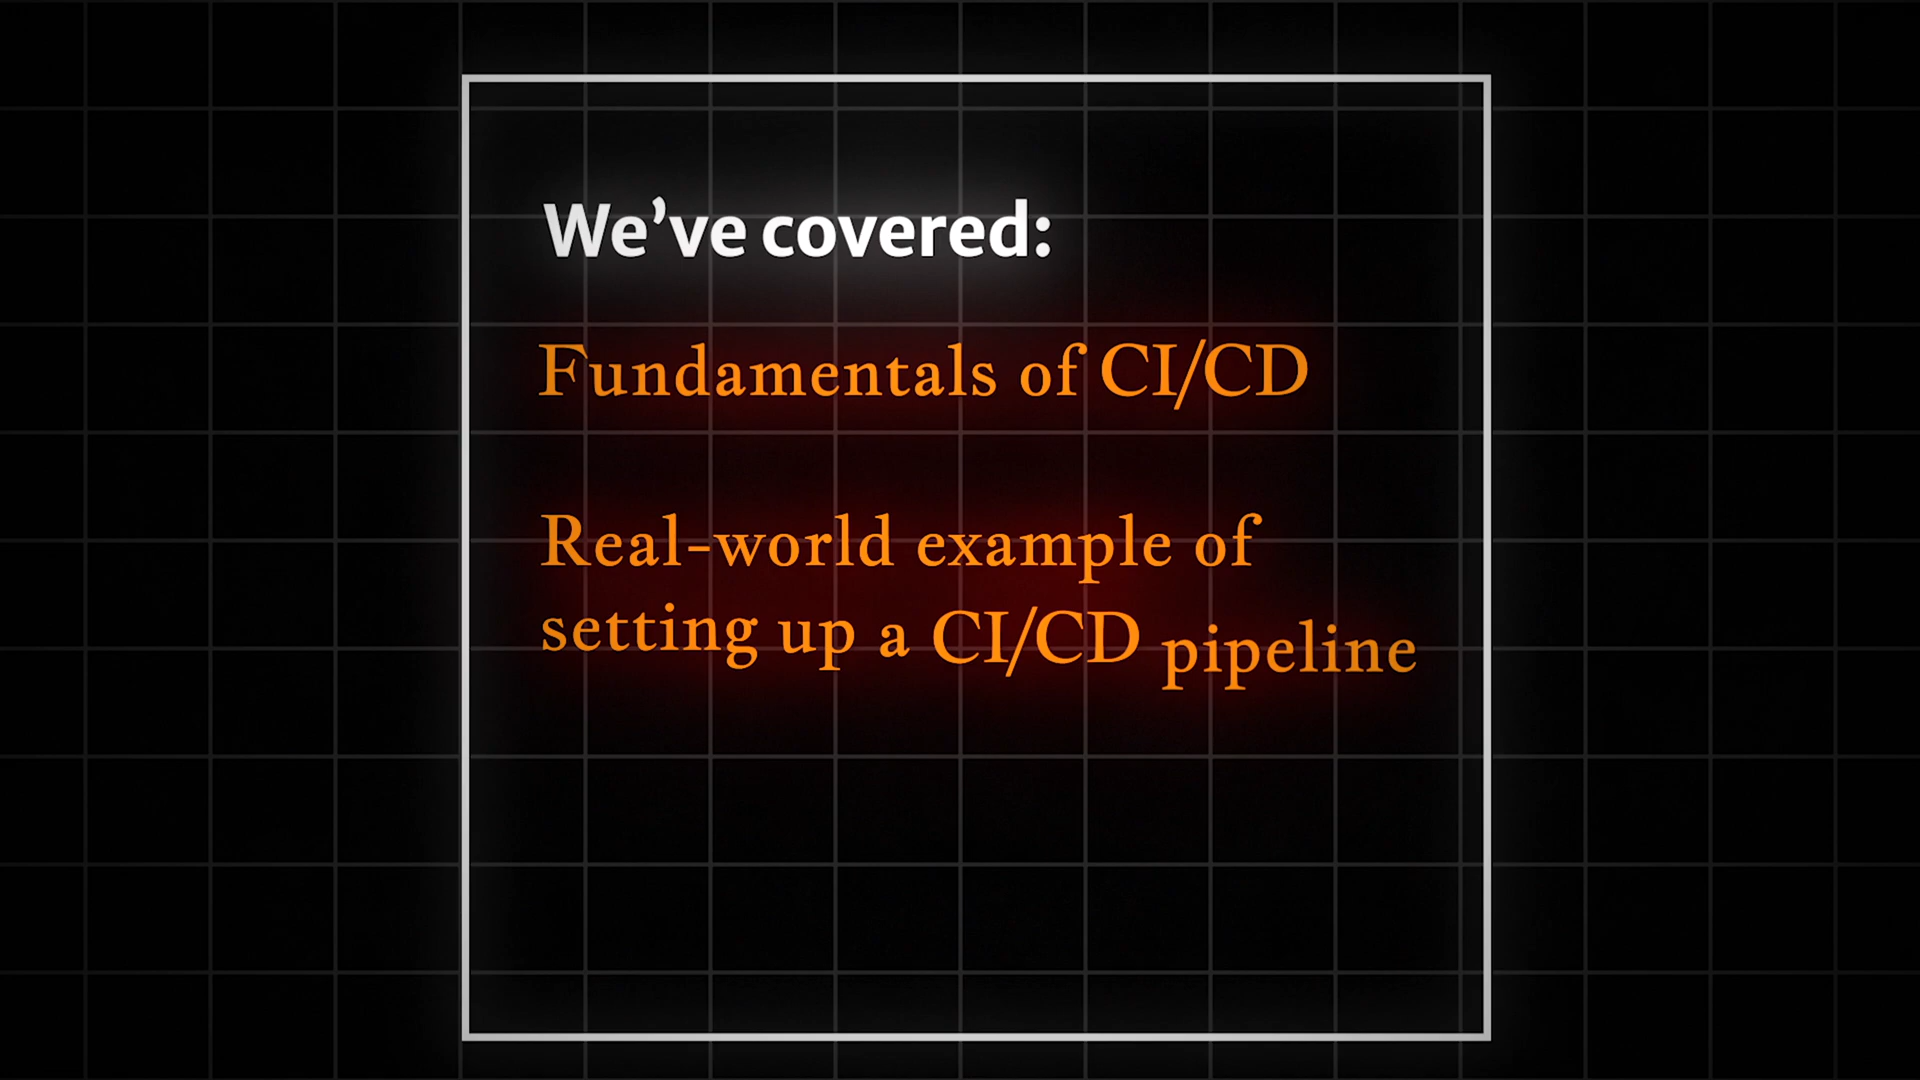 We’ve covered:
Fundamentals of CI/CD
Real-world example of
setting up a CI/CD pipeline